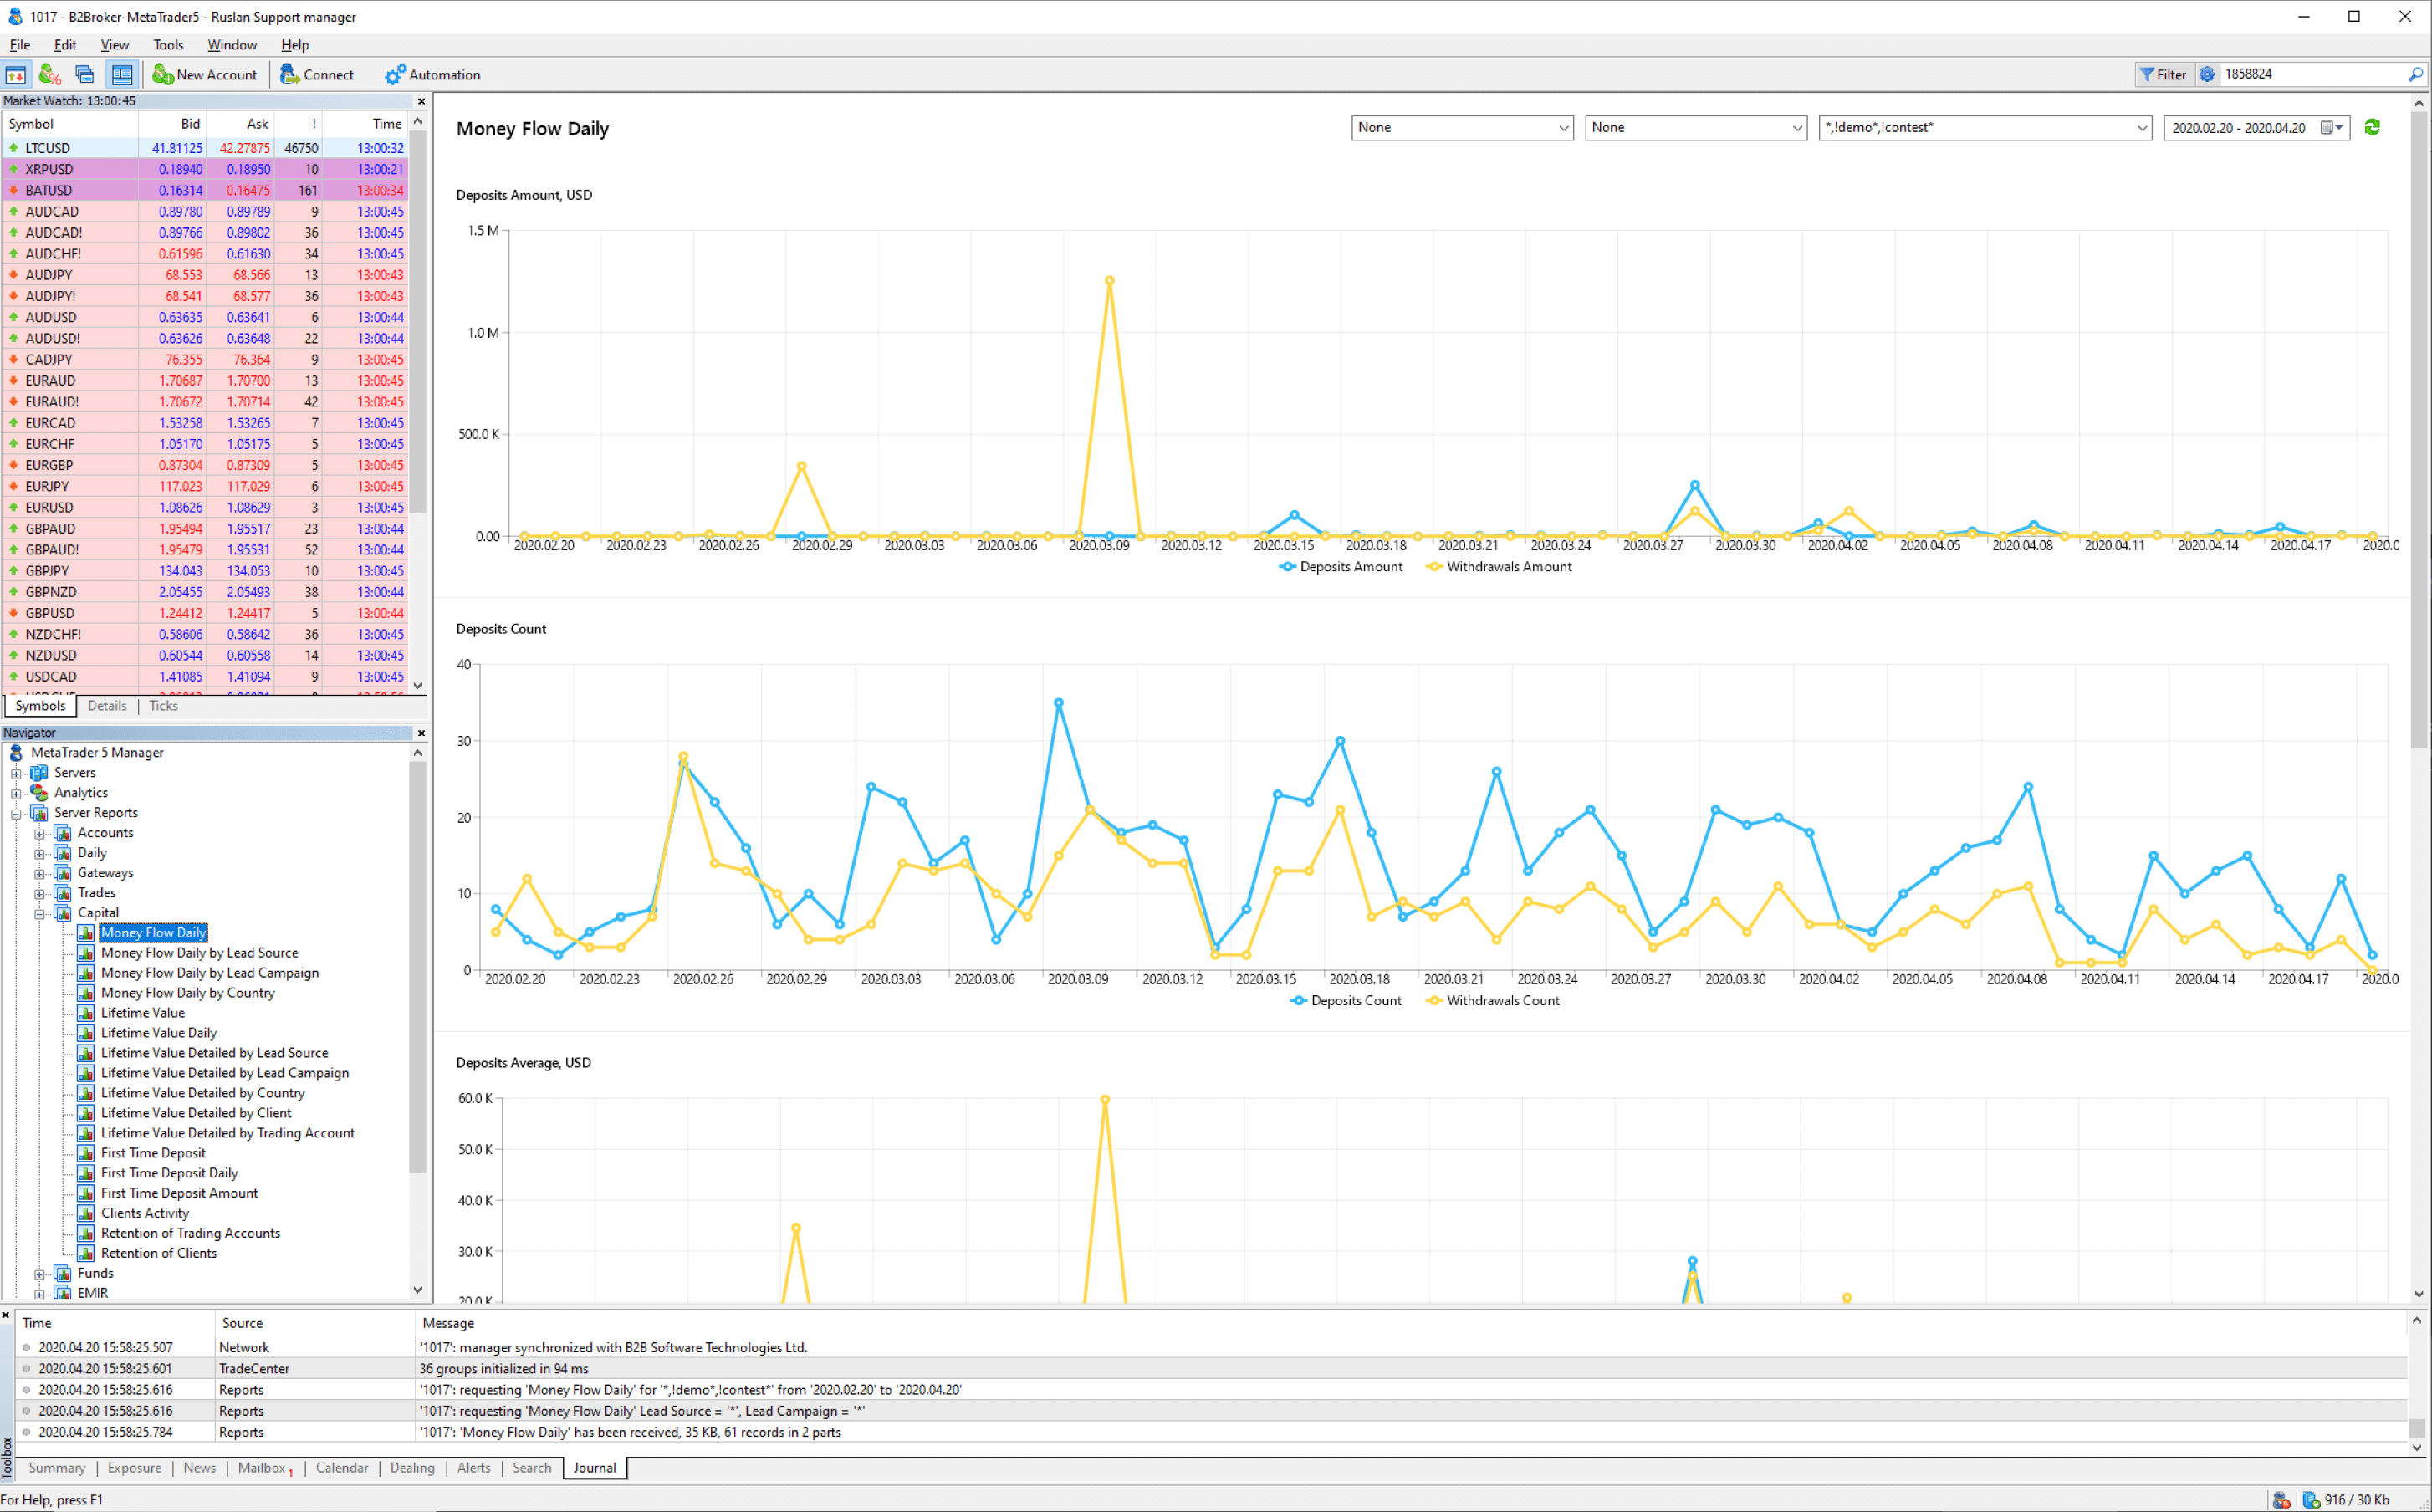 1017 - B2Broker-MetaTrader5 - Ruslan Support manager
File Edit View Tools Window Help
New Account Connect Automation Filter 1858824
Market Watch: 13:00:45
Symbol Bid Ask ! Time
LTCUSD 41.81125 42.27875 46750 13:00:32
XRPUSD 0.18940 0.18950 10 13:00:21
BATUSD 0.16314 0.16475 161 13:00:34
AUDCAD 0.89780 0.89789 9 13:00:45
AUDCAD! 0.89766 0.89802 36 13:00:45
AUDCHF! 0.61596 0.61630 34 13:00:45
AUDJPY 68.553 68.566 13 13:00:43
AUDJPY! 68.541 68.577 36 13:00:43
AUDUSD 0.63635 0.63641 6 13:00:44
AUDUSD! 0.63626 0.63648 22 13:00:44
CADJPY 76.355 76.364 9 13:00:45
EURAUD 1.70687 1.70700 13 13:00:45
EURAUD! 1.70672 1.70714 42 13:00:45
EURCAD 1.53258 1.53265 7 13:00:45
EURCHF 1.05170 1.05175 5 13:00:45
EURGBP 0.87304 0.87309 5 13:00:45
EURJPY 117.023 117.029 6 13:00:45
EURUSD 1.08626 1.08629 3 13:00:45
GBPAUD 1.95494 1.95517 23 13:00:44
GBPAUD! 1.95479 1.95531 52 13:00:44
GBPJPY 134.043 134.053 10 13:00:45
GBPNZD 2.05455 2.05493 38 13:00:44
GBPUSD 1.24412 1.24417 5 13:00:44
NZDCHF! 0.58606 0.58642 36 13:00:45
NZDUSD 0.60544 0.60558 14 13:00:45
USDCAD 1.41085 1.41094 9 13:00:45
Symbols Details Ticks
Navigator
MetaTrader 5 Manager
Servers
Analytics
Server Reports
Accounts
Daily
Gateways
Trades
Capital
Money Flow Daily
Money Flow Daily by Lead Source
Money Flow Daily by Lead Campaign
Money Flow Daily by Country
Lifetime Value
Lifetime Value Daily
Lifetime Value Detailed by Lead Source
Lifetime Value Detailed by Lead Campaign
Lifetime Value Detailed by Country
Lifetime Value Detailed by Client
Lifetime Value Detailed by Trading Account
First Time Deposit
First Time Deposit Daily
First Time Deposit Amount
Clients Activity
Retention of Trading Accounts
Retention of Clients
Funds
EMIR
Money Flow Daily None None *,!demo*,!contest* 2020.02.20 - 2020.04.20
Deposits Amount, USD
1.5 M
1.0 M
500.0 K
0.00
2020.02.20 2020.02.23 2020.02.26 2020.02.29 2020.03.03 2020.03.06 2020.03.09 2020.03.12 2020.03.15 2020.03.18 2020.03.21 2020.03.24 2020.03.27 2020.03.30 2020.04.02 2020.04.05 2020.04.08 2020.04.11 2020.04.14 2020.04.17 2020.0
Deposits Amount Withdrawals Amount
Deposits Count
40
30
20
10
0
2020.02.20 2020.02.23 2020.02.26 2020.02.29 2020.03.03 2020.03.06 2020.03.09 2020.03.12 2020.03.15 2020.03.18 2020.03.21 2020.03.24 2020.03.27 2020.03.30 2020.04.02 2020.04.05 2020.04.08 2020.04.11 2020.04.14 2020.04.17 2020.0
Deposits Count Withdrawals Count
Deposits Average, USD
60.0 K
50.0 K
40.0 K
30.0 K
20.0 K
Toolbox
Time Source Message
2020.04.20 15:58:25.507 Network '1017': manager synchronized with B2B Software Technologies Ltd.
2020.04.20 15:58:25.601 TradeCenter 36 groups initialized in 94 ms
2020.04.20 15:58:25.616 Reports '1017': requesting 'Money Flow Daily' for '*,!demo*,!contest*' from '2020.02.20' to '2020.04.20'
2020.04.20 15:58:25.616 Reports '1017': requesting 'Money Flow Daily' Lead Source = '*', Lead Campaign = '*'
2020.04.20 15:58:25.784 Reports '1017': 'Money Flow Daily' has been received, 35 KB, 61 records in 2 parts
Summary Exposure News Mailbox 1 Calendar Dealing Alerts Search Journal
For Help, press F1 916 / 30 Kb